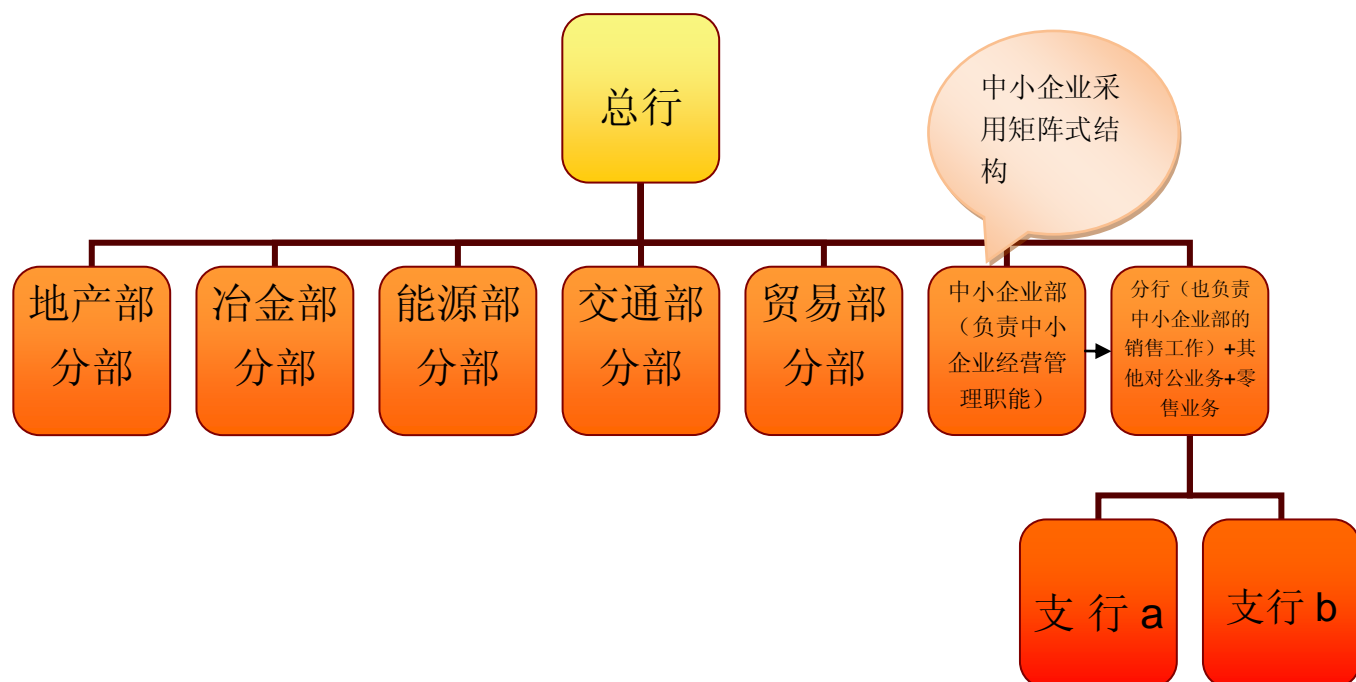 总行
中小企业采
用矩阵式结
构
地产部
分部
冶金部
分部
能源部
分部
交通部
分部
贸易部
分部
中小企业部
（负责中小
企业经营管
理职能）
分行（也负责
中小企业部的
销售工作）+其
他对公业务+零
售业务
支 行 a
支行 b